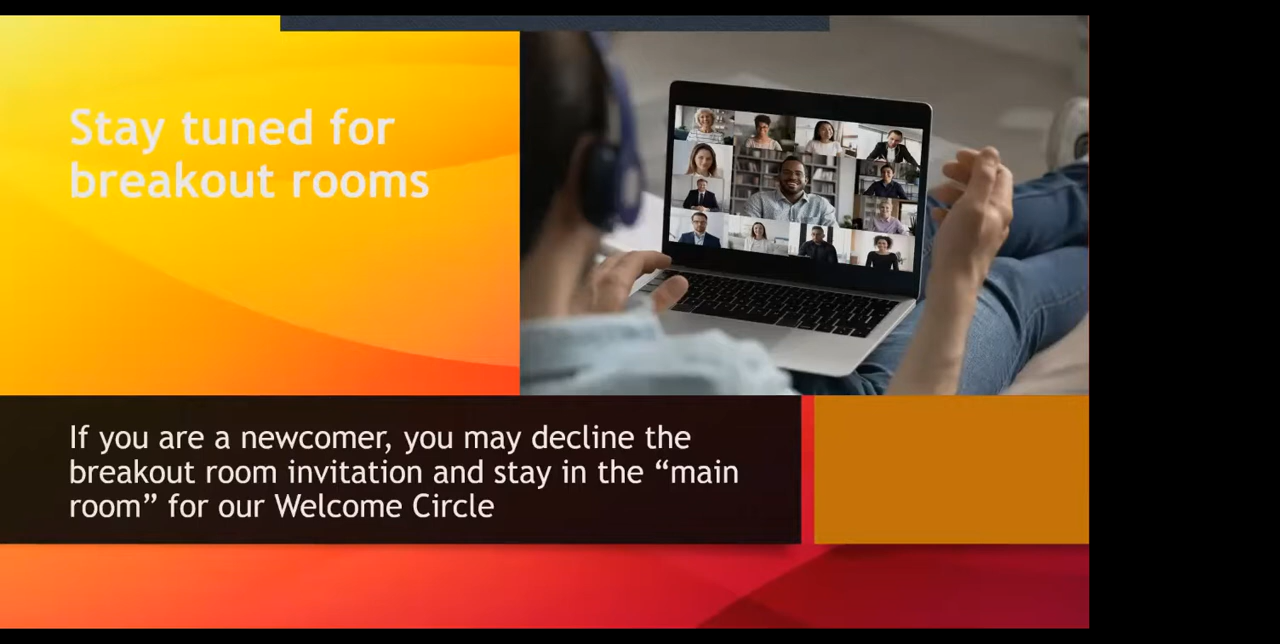 Stay tuned for
breakout rooms
If you are a newcomer, you may decline the
breakout room invitation and stay in the “main
room” for our Welcome Circle